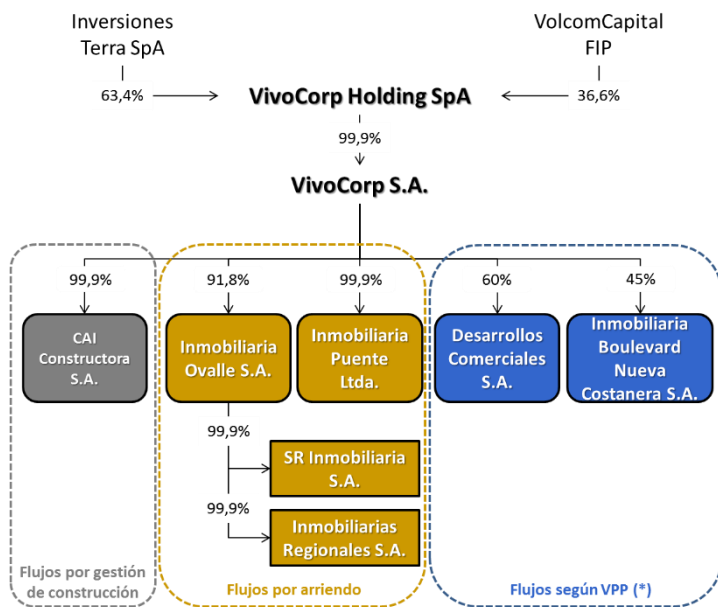 Inversiones
Terra SpA
VolcomCapital
FIP
63,4%
VivoCorp Holding SpA
36,6%
99,9%
VivoCorp S.A.
99,9%
91,8%
99,9%
60%
45%
CAI
Constructora
S.A.
Inmobiliaria
Ovalle S.A.
Inmobiliaria
Puente
Ltda.
Desarrollos
Comerciales
S.A.
Inmobiliaria
Boulevard
Nueva
Costanera S.A.
99,9%
SR Inmobiliaria
S.A.
99,9%
Inmobiliarias
Regionales S.A.
Flujos por gestión
de construcción
Flujos por arriendo
Flujos según VPP (*)